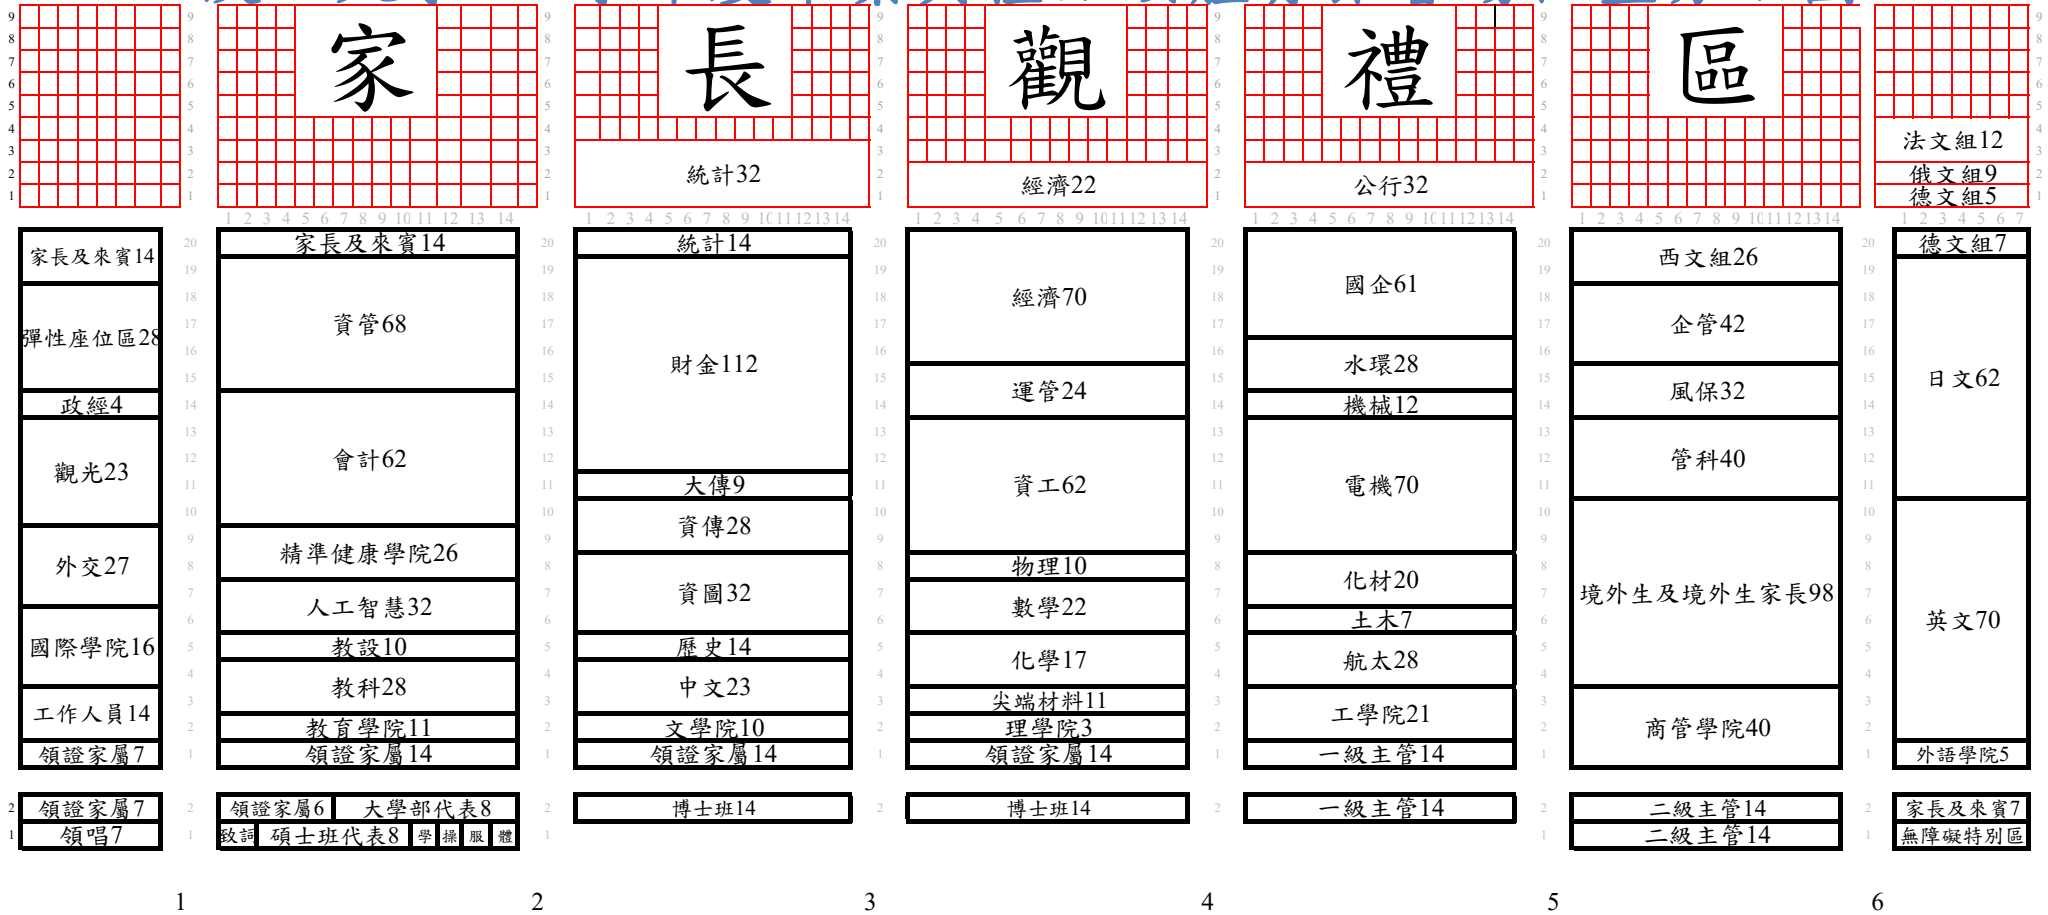 家 長 觀 禮 區
統計32
經濟22
公行32
法文組12
俄文組9
德文組5
家長及來賓14
彈性座位區28
政經4
觀光23
外交27
國際學院16
工作人員14
領證家屬7
領證家屬7
領唱7
家長及來賓14
資管68
會計62
精準健康學院26
人工智慧32
教設10
教科28
教育學院11
領證家屬14
領證家屬6 大學部代表8
致詞 碩士班代表8 學 操 服 體
統計14
財金112
大傳9
資傳28
資圖32
歷史14
中文23
文學院10
領證家屬14
博士班14
經濟70
運管24
資工62
物理10
數學22
化學17
尖端材料11
理學院3
領證家屬14
博士班14
國企61
水環28
機械12
電機70
化材20
土木7
航太28
工學院21
一級主管14
一級主管14
西文組26
企管42
風保32
管科40
境外生及境外生家長98
商管學院40
二級主管14
二級主管14
德文組7
日文62
英文70
外語學院5
家長及來賓7
無障礙特別區
1 2 3 4 5 6